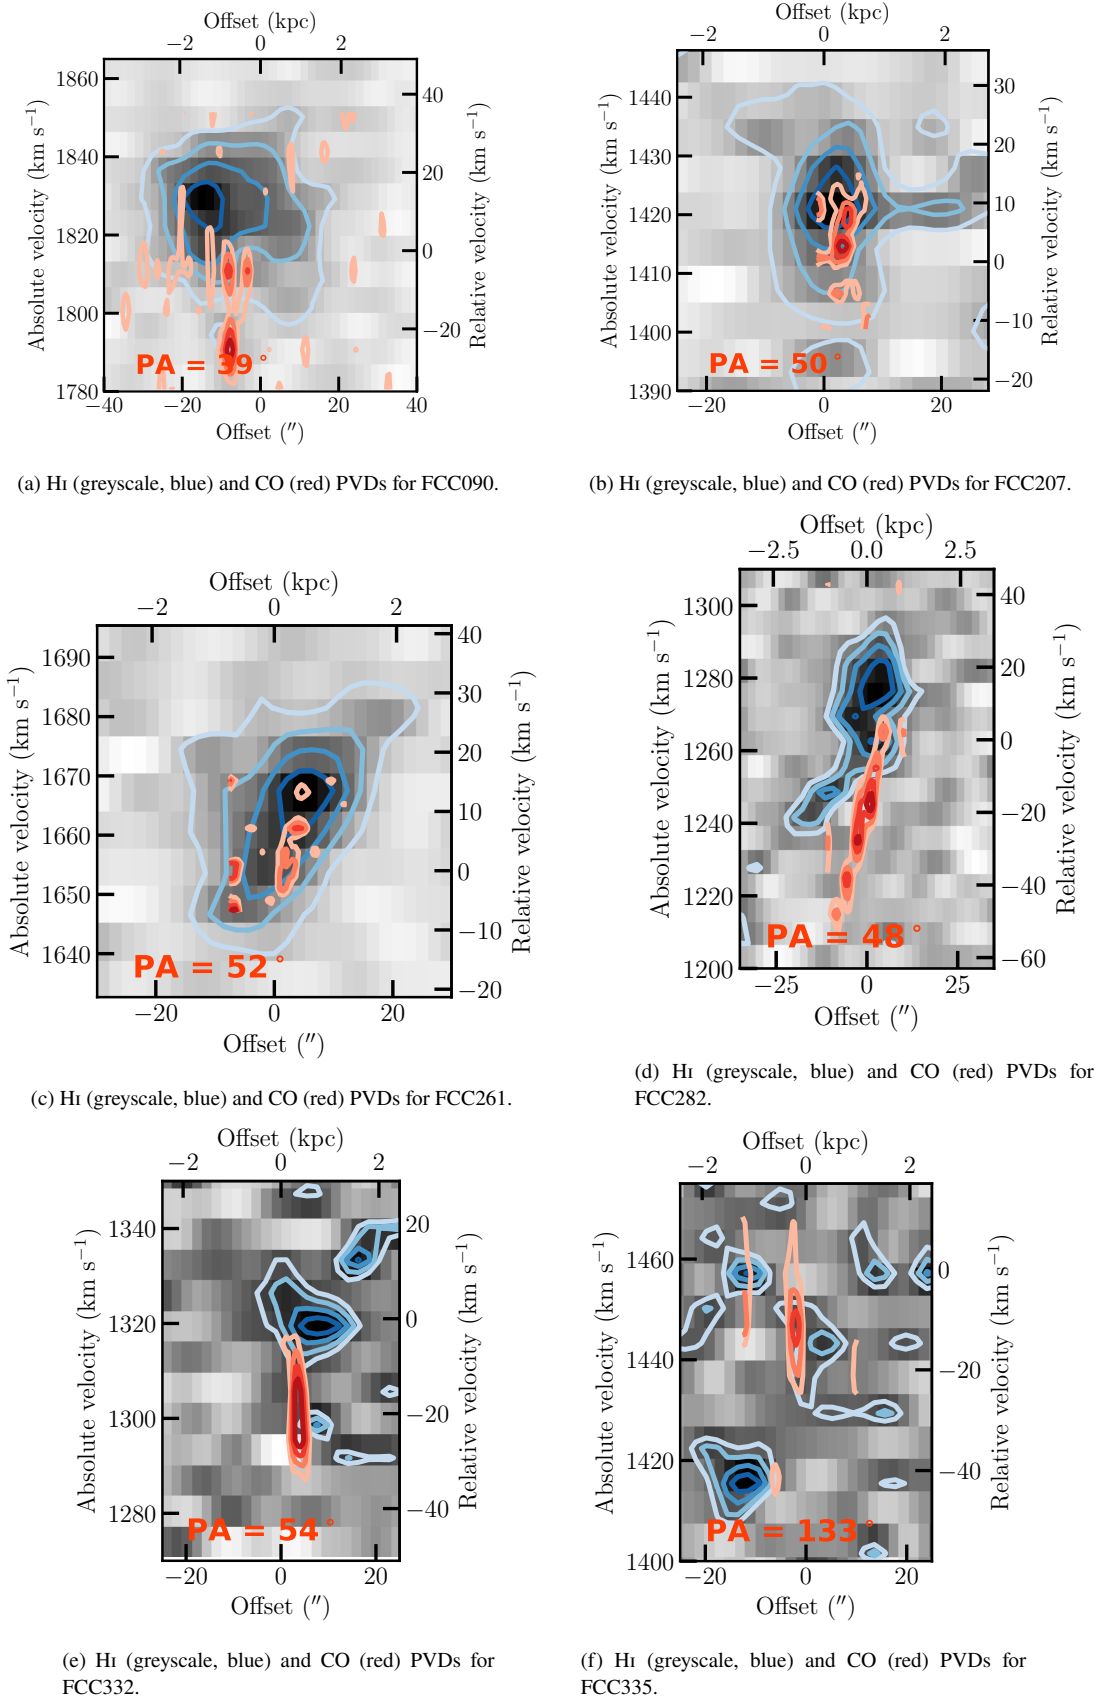 Offset (kpc)
−2 0 2
Absolute velocity (km s−1)
1860
1840
1820
1800
1780
40
20
0
−20
Relative velocity (km s−1)
PA = 39°
−40 −20 0 20 40
Offset (″)
(a) HI (greyscale, blue) and CO (red) PVDs for FCC090.
Offset (kpc)
−2 0 2
Absolute velocity (km s−1)
1440
1430
1420
1410
1400
1390
30
20
10
0
−10
−20
Relative velocity (km s−1)
PA = 50°
−20 0 20
Offset (″)
(b) HI (greyscale, blue) and CO (red) PVDs for FCC207.
Offset (kpc)
−2 0 2
Absolute velocity (km s−1)
1690
1680
1670
1660
1650
1640
40
30
20
10
0
−10
−20
Relative velocity (km s−1)
PA = 52°
−20 0 20
Offset (″)
(c) HI (greyscale, blue) and CO (red) PVDs for FCC261.
Offset (kpc)
−2.5 0.0 2.5
Absolute velocity (km s−1)
1300
1280
1260
1240
1220
1200
40
20
0
−20
−40
−60
Relative velocity (km s−1)
PA = 48°
−25 0 25
Offset (″)
(d) HI (greyscale, blue) and CO (red) PVDs for
FCC282.
Offset (kpc)
−2 0 2
Absolute velocity (km s−1)
1340
1320
1300
1280
20
0
−20
−40
Relative velocity (km s−1)
PA = 54°
−20 0 20
Offset (″)
(e) HI (greyscale, blue) and CO (red) PVDs for
FCC332.
Offset (kpc)
−2 0 2
Absolute velocity (km s−1)
1460
1440
1420
1400
0
−20
−40
Relative velocity (km s−1)
PA = 133°
−20 0 20
Offset (″)
(f) HI (greyscale, blue) and CO (red) PVDs for
FCC335.